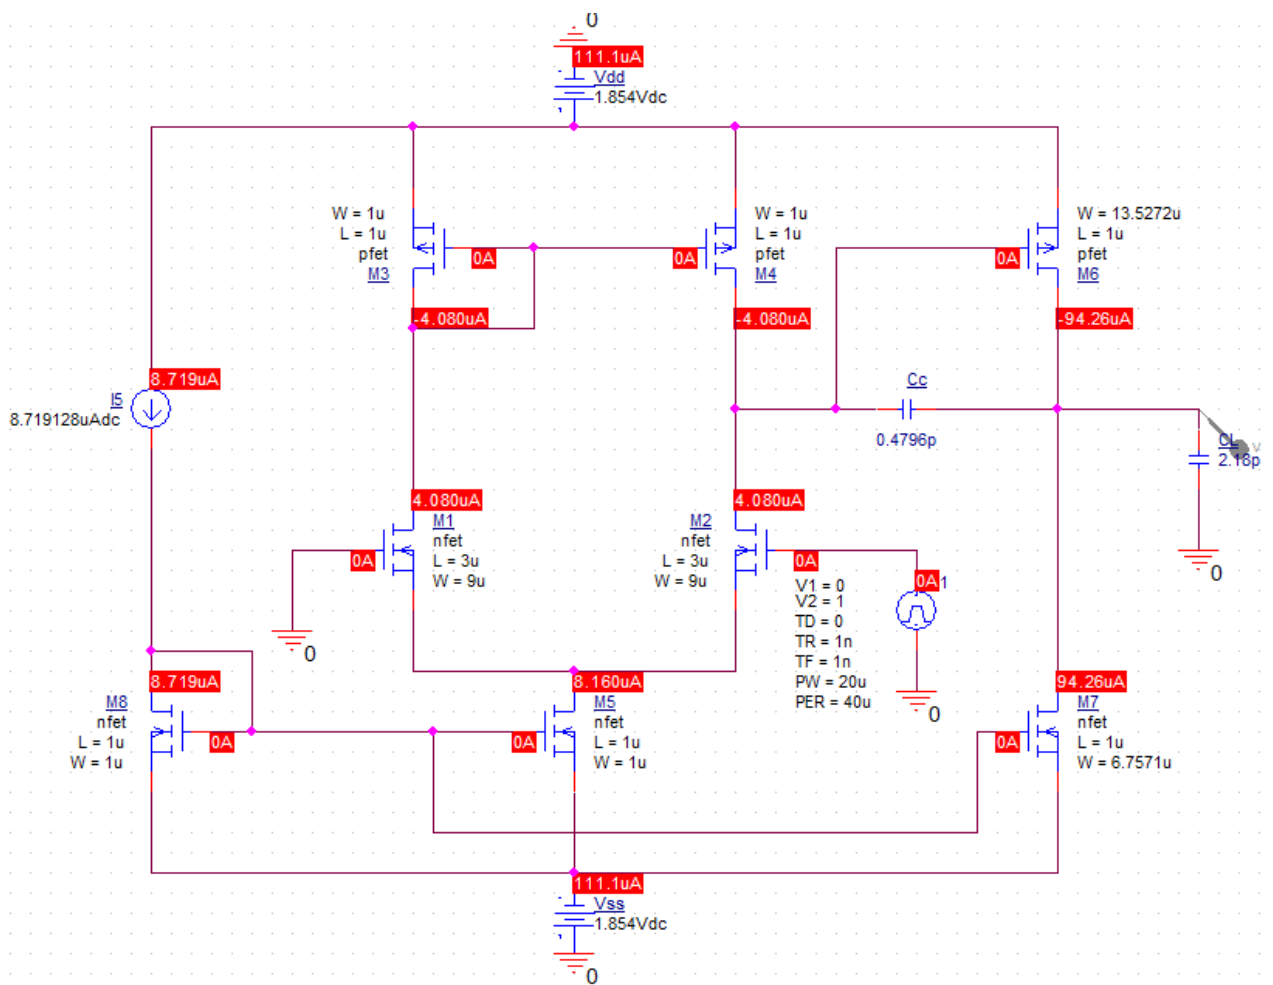 0
111.1uA
Vdd
1.854Vdc
W = 1u
L = 1u
pfet
M3
0A
-4.080uA
0A
W = 1u
L = 1u
pfet
M4
-4.080uA
0A
W = 13.5272u
L = 1u
pfet
M6
-94.26uA
8.719uA
I5
8.719128uAdc
Cc
0.4796p
CL
2.18p
V
0
4.080uA
M1
nfet
L = 3u
W = 9u
0A
0
4.080uA
M2
nfet
L = 3u
W = 9u
0A
V1 = 0
V2 = 1
TD = 0
TR = 1n
TF = 1n
PW = 20u
PER = 40u
0A
1
0
8.719uA
M8
nfet
L = 1u
W = 1u
0A
8.160uA
M5
nfet
L = 1u
W = 1u
0A
94.26uA
M7
nfet
L = 1u
W = 6.7571u
0A
111.1uA
Vss
1.854Vdc
0